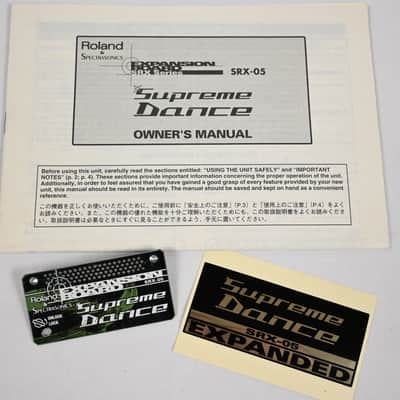 Roland
&
SPECTRASONICS
EXPANSION
BOARD
SRX Series
SRX-05
Supreme
Dance
OWNER'S MANUAL
Before using this unit, carefully read the sections entitled: "USING THE UNIT SAFELY" and "IMPORTANT
NOTES" (p. 2; p. 4). These sections provide important information concerning the proper operation of the unit.
Additionally, in order to feel assured that you have gained a good grasp of every feature provided by your new
unit, this manual should be read in its entirety. The manual should be saved and kept on hand as a convenient
reference.
この機器を正しくお使いいただくために、ご使用前に「安全上のご注意」(P.3) と「使用上のご注意」(P.4) をよく
お読みください。また、この機器の優れた機能を十分ご理解いただくためにも、この取扱説明書をよくお読みくださ
い。取扱説明書は必要なときにすぐに見ることができるよう、手元に置いてください。
Roland
&
SPECTRASONICS
EXPANSION
BOARD
SRX-05
UNLOCK
LOCK
Supreme
Dance
Supreme
Dance
SRX-05
EXPANDED